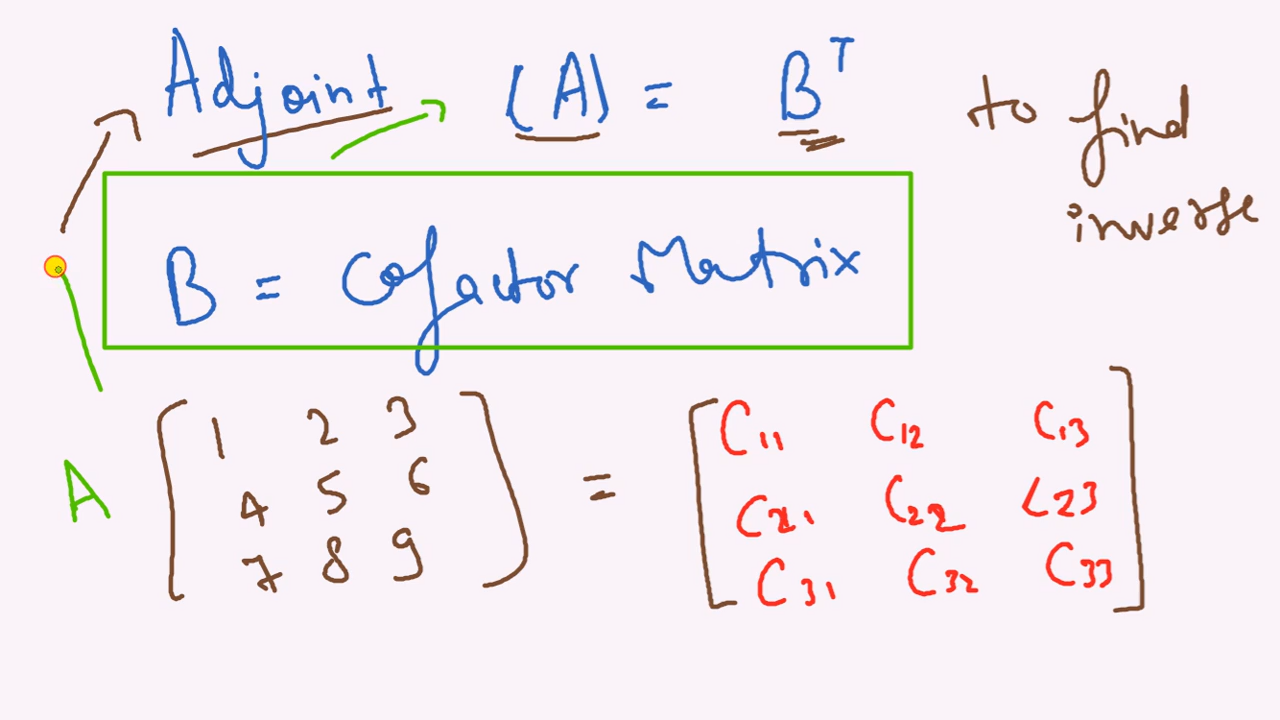 Adjoint (A) = Bᵀ to find
inverse
B = Cofactor Matrix
A [ 1 2 3 = [ C₁₁ C₁₂ C₁₃
4 5 6 C₂₁ C₂₂ C₂₃
7 8 9 ] C₃₁ C₃₂ C₃₃ ]